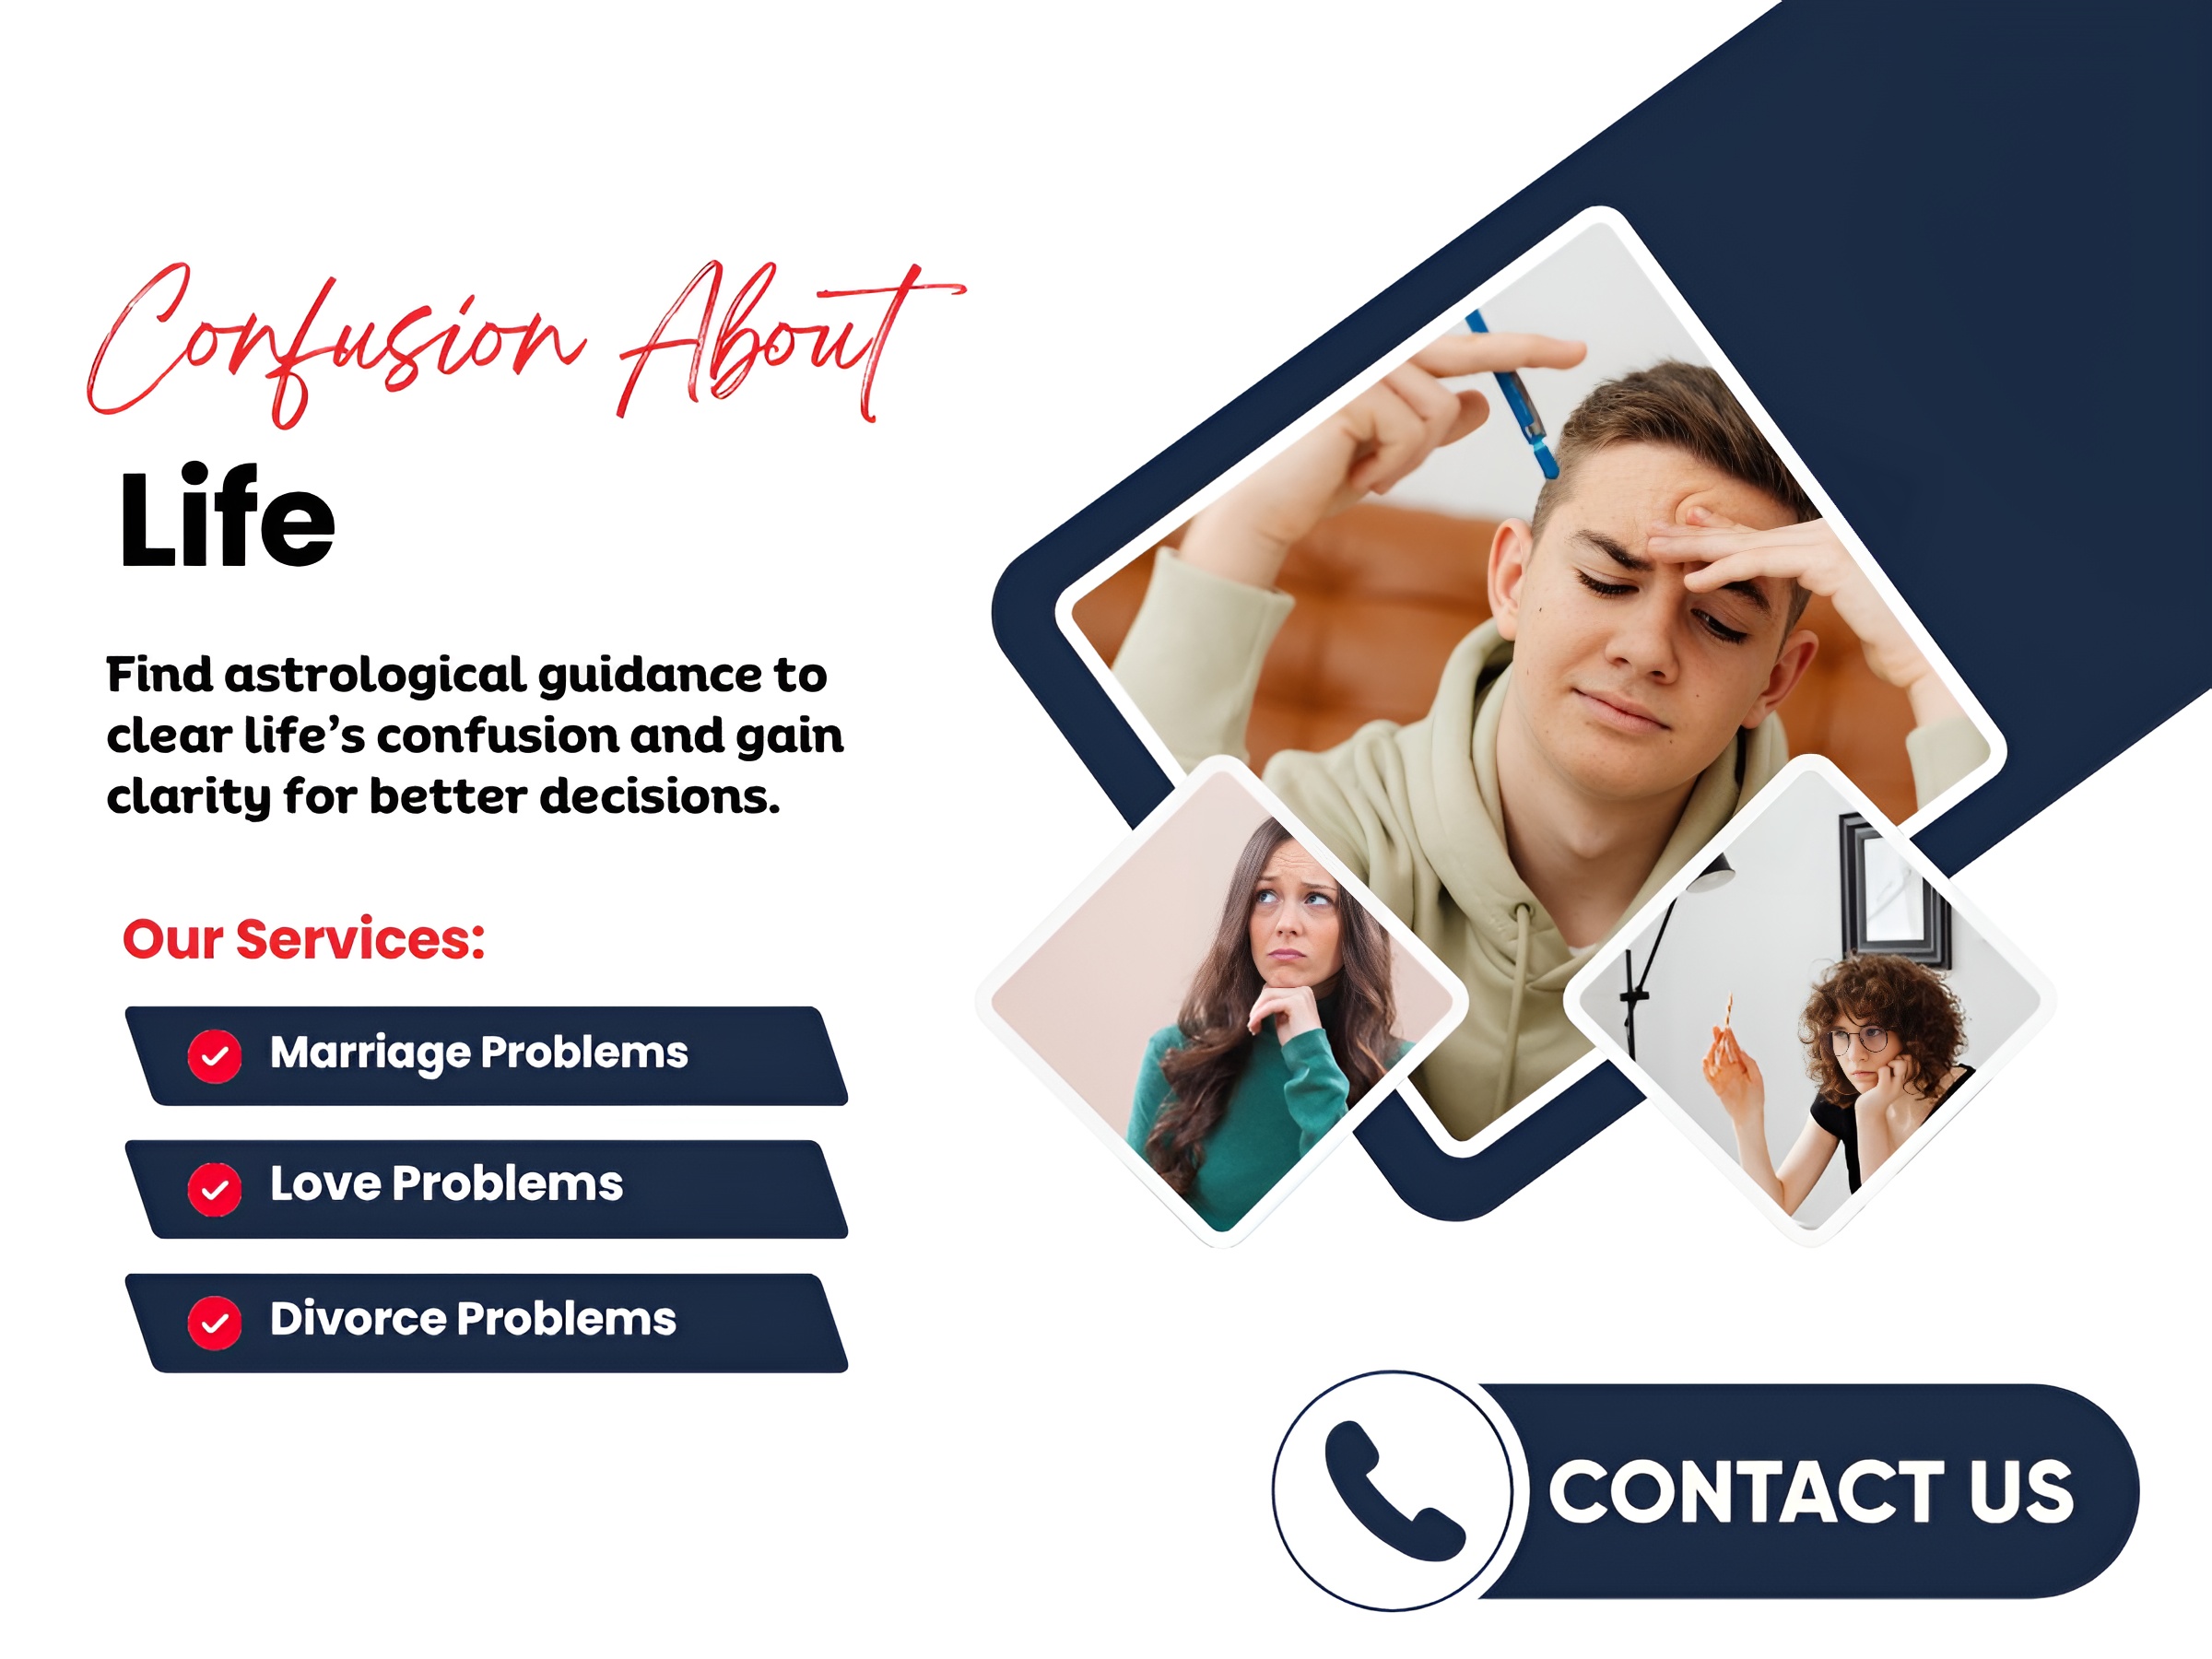 Confusion About
Life
Find astrological guidance to
clear life’s confusion and gain
clarity for better decisions.
Our Services:
Marriage Problems
Love Problems
Divorce Problems
CONTACT US